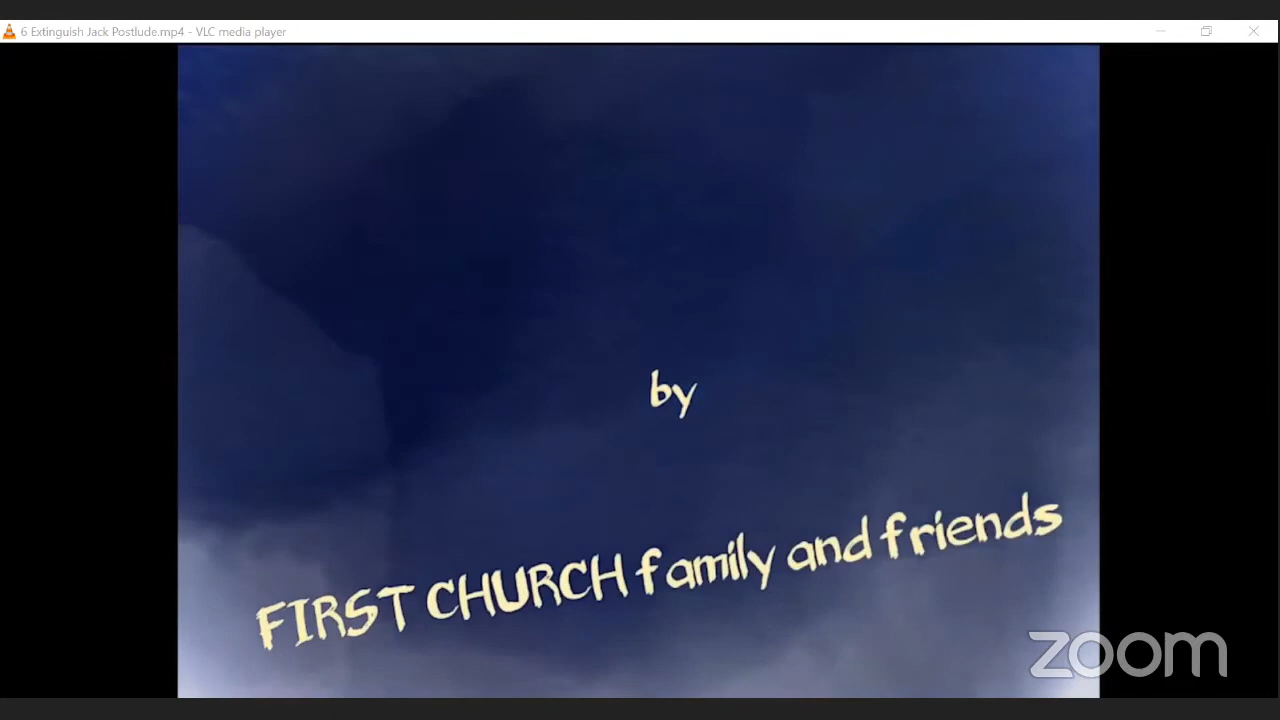 6 Extinguish Jack Postlude.mp4 - VLC media player
by
FIRST CHURCH family and friends
zoom